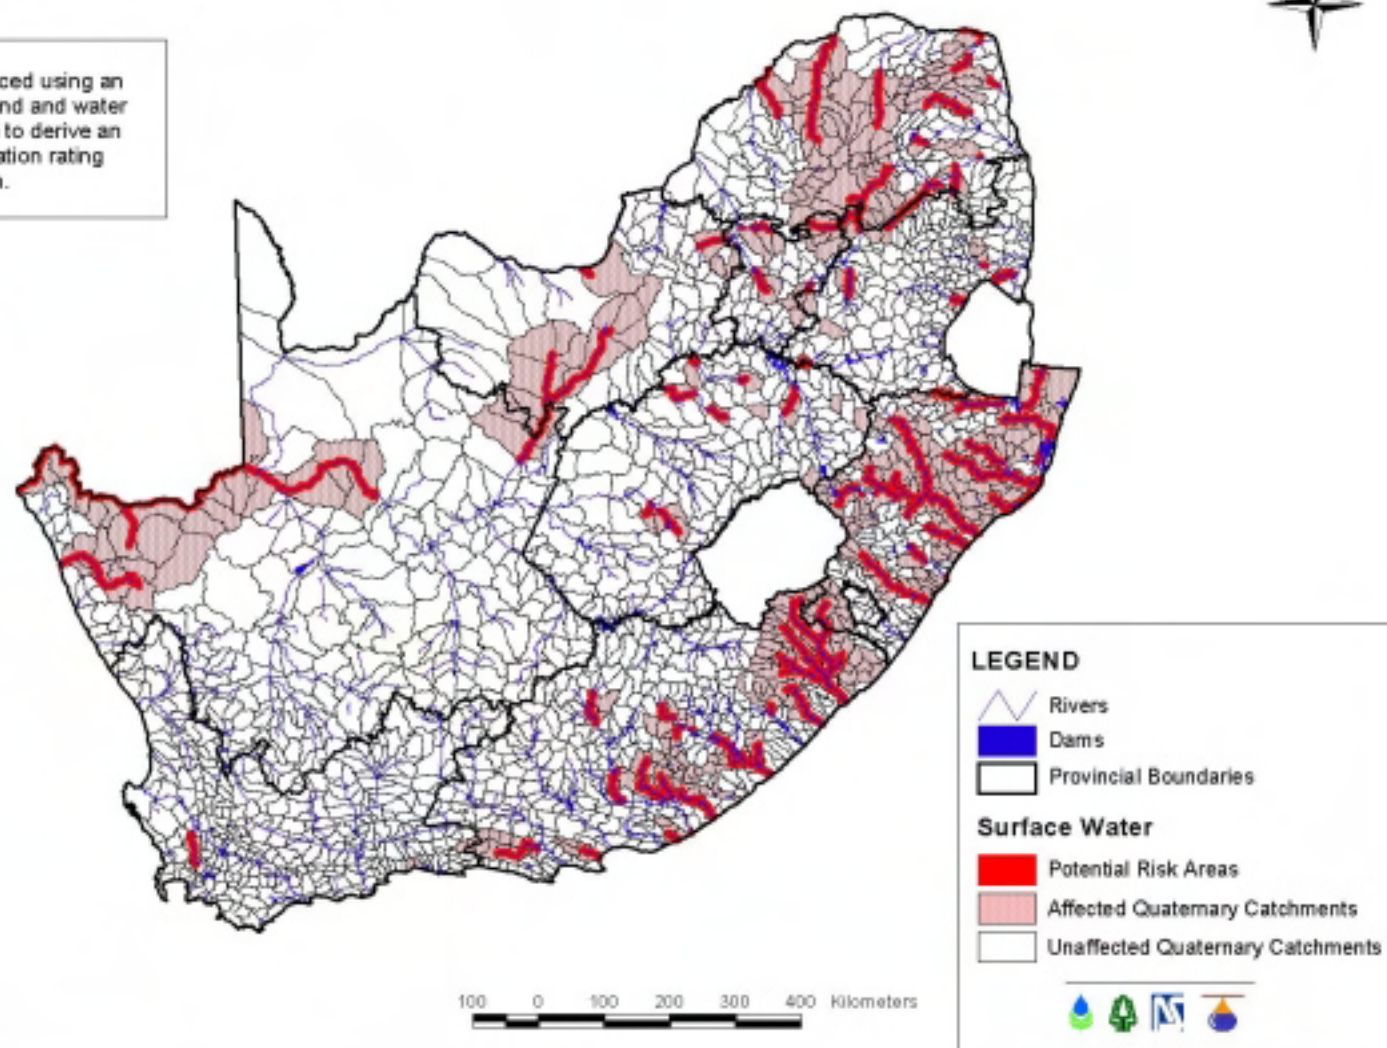 ced using an
nd and water
to derive an
ation rating
LEGEND
Rivers
Dams
Provincial Boundaries
Surface Water
Potential Risk Areas
Affected Quaternary Catchments
Unaffected Quaternary Catchments
100 0 100 200 300 400 Kilometers